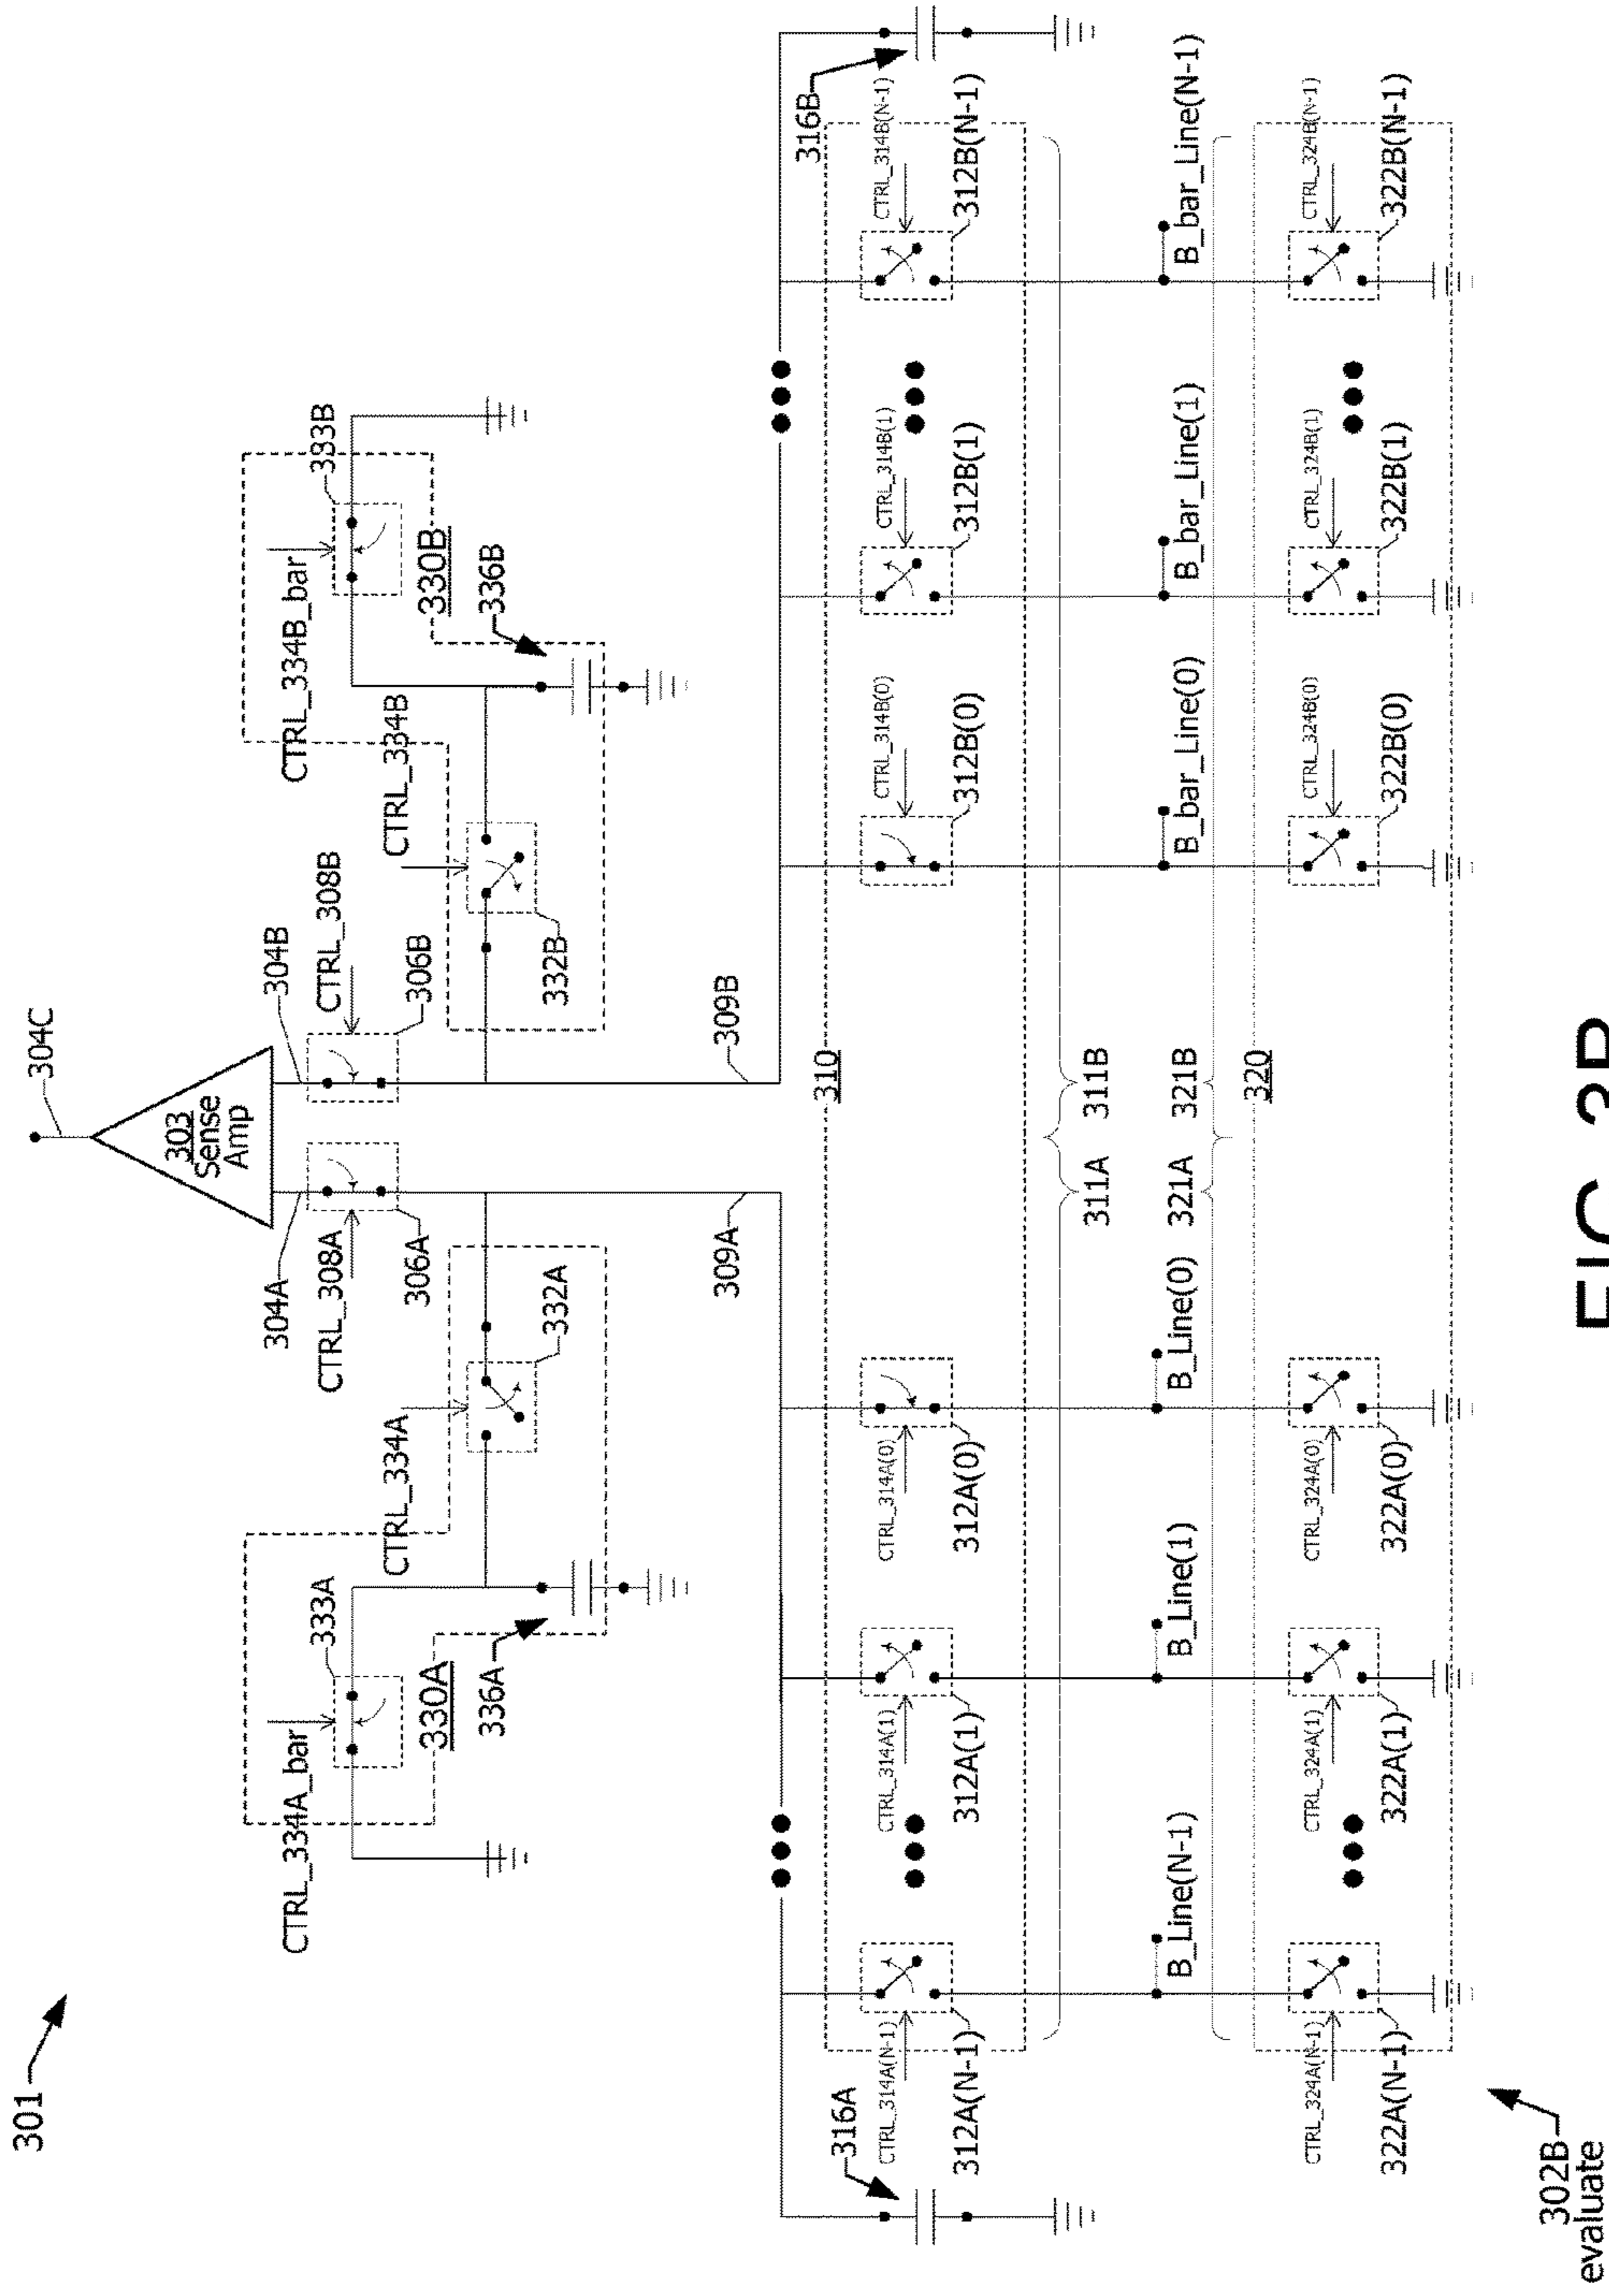 301
304C
303
Sense
Amp
304A
304B
CTRL_308A
CTRL_308B
306A
306B
CTRL_334A_bar
333A
330A
336A
CTRL_334A
332A
CTRL_334B_bar
333B
330B
336B
CTRL_334B
332B
309A
309B
310
316A
316B
CTRL_314A(N-1)
312A(N-1)
CTRL_314A(1)
312A(1)
CTRL_314A(0)
312A(0)
CTRL_314B(0)
312B(0)
CTRL_314B(1)
312B(1)
CTRL_314B(N-1)
312B(N-1)
311A
311B
B_Line(N-1)
B_Line(1)
B_Line(0)
B_bar_Line(0)
B_bar_Line(1)
B_bar_Line(N-1)
321A
321B
320
CTRL_324A(N-1)
322A(N-1)
CTRL_324A(1)
322A(1)
CTRL_324A(0)
322A(0)
CTRL_324B(0)
322B(0)
CTRL_324B(1)
322B(1)
CTRL_324B(N-1)
322B(N-1)
302B
evaluate
FIG. 3B